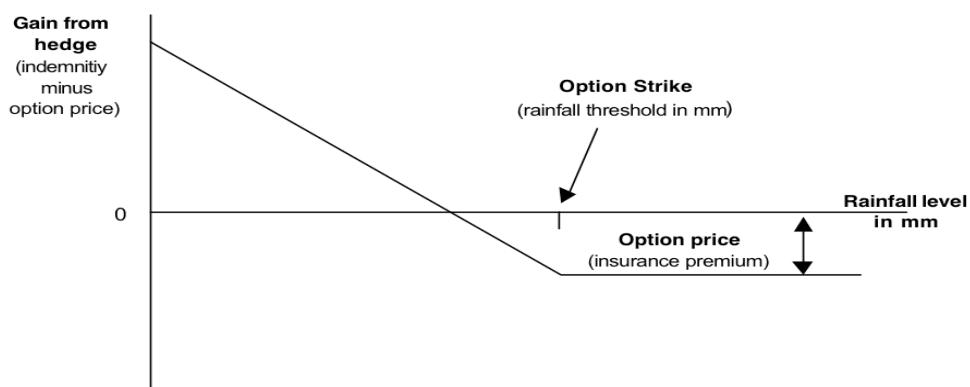 Gain from
hedge
(indemnitiy
minus
option price)
Option Strike
(rainfall threshold in mm)
0
Rainfall level
in mm
Option price
(insurance premium)